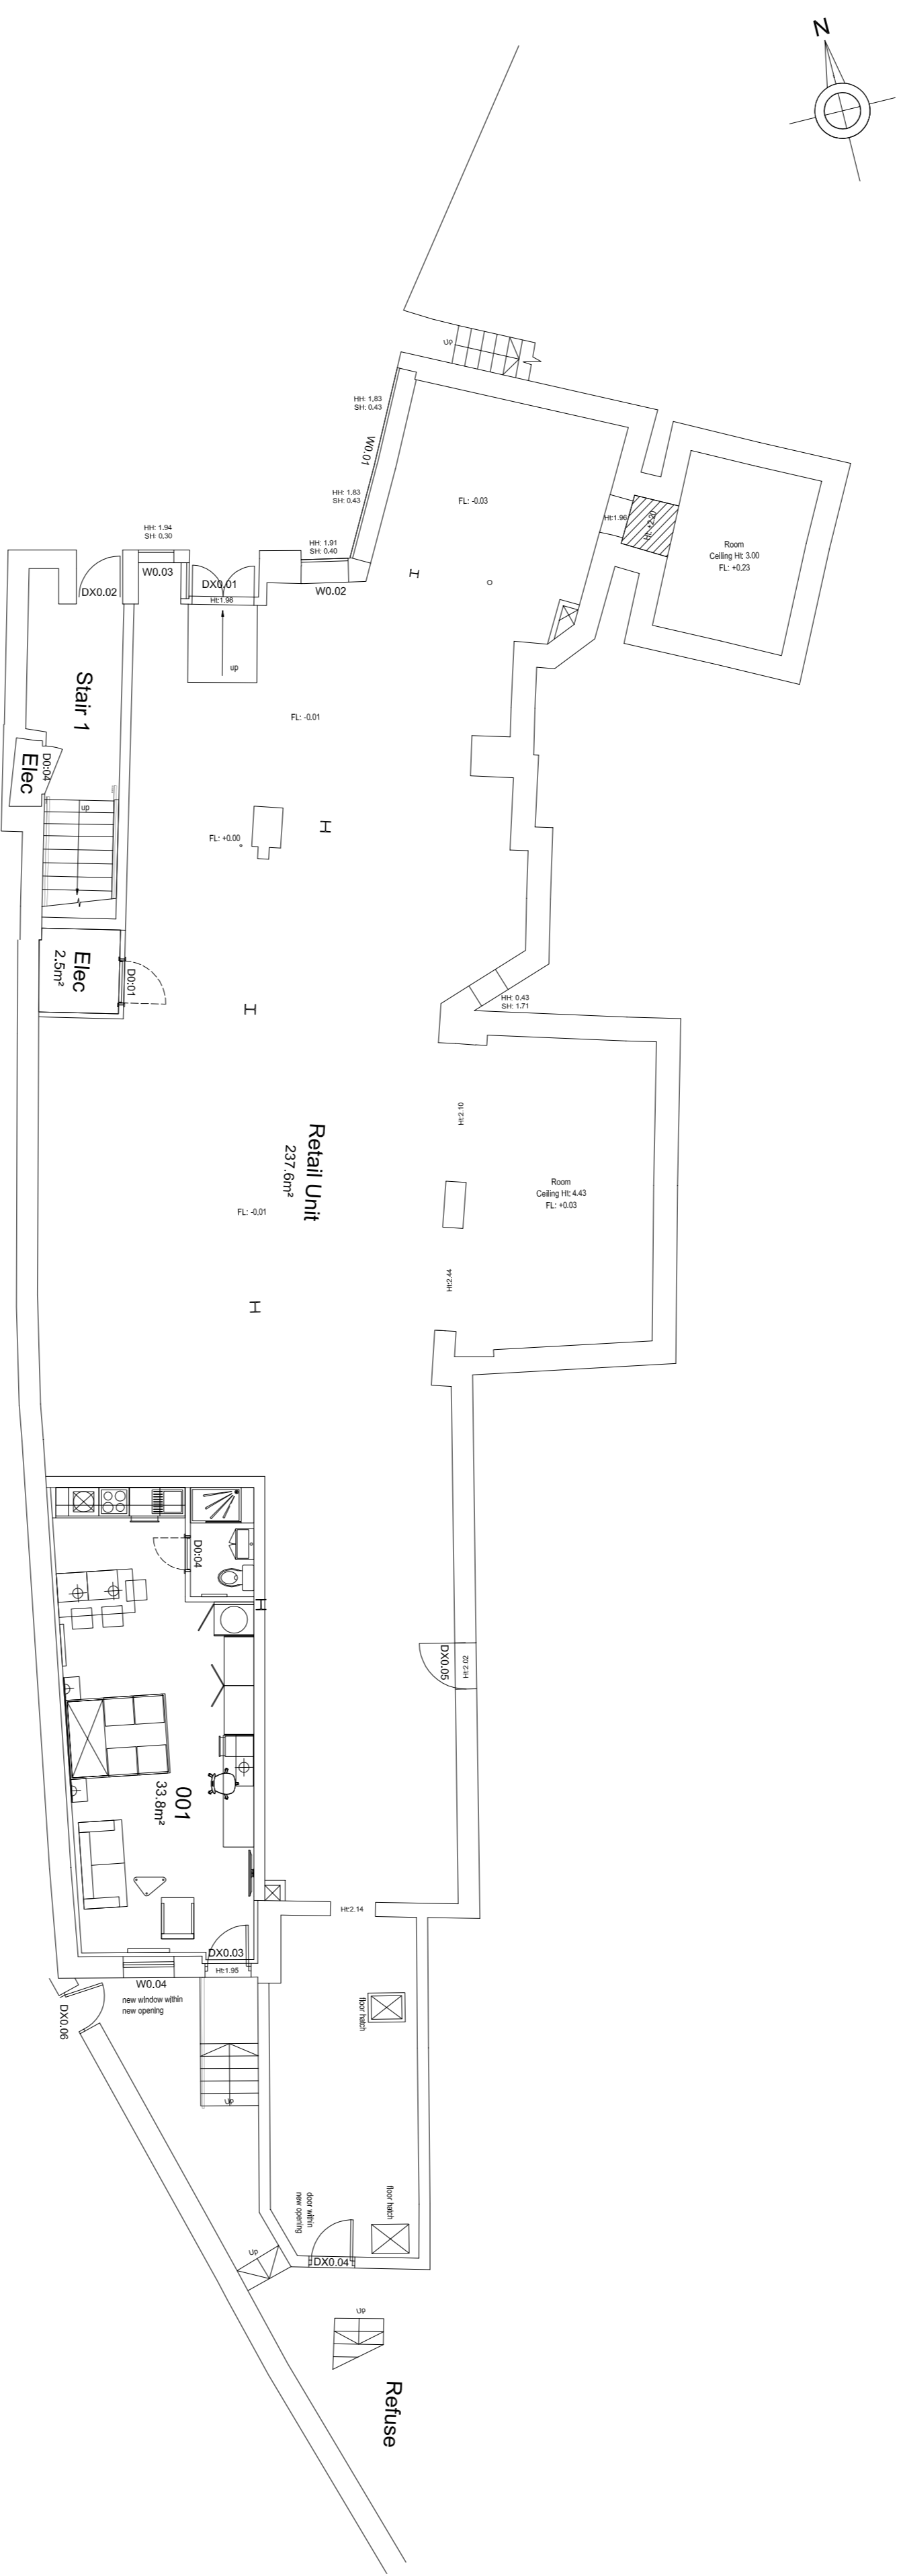 N
Up
HH: 1.83
SH: 0.43
W0.01
HH: 1.83
SH: 0.43
FL: -0.03
Ht:1.96
Ht: +2.20
Room
Ceiling Ht: 3.00
FL: +0.23
HH: 1.94
SH: 0.30
HH: 1.91
SH: 0.40
W0.03
DX0.02
DX0.01
Ht:1.98
W0.02
up
Stair 1
FL: -0.01
D0:04
Elec
up
FL: +0.00
Elec
2.5m²
D0:01
HH: 0.43
SH: 1.71
Ht:2.10
Retail Unit
237.6m²
Room
Ceiling Ht: 4.43
FL: +0.03
FL: -0.01
Ht:2.44
D0:04
DX0.05
Ht:2.02
001
33.8m²
Ht:2.14
DX0.03
Ht:1.95
W0.04
new window within
new opening
DX0.06
floor hatch
Up
door within
new opening
floor hatch
Up
DX0.04
Up
Refuse